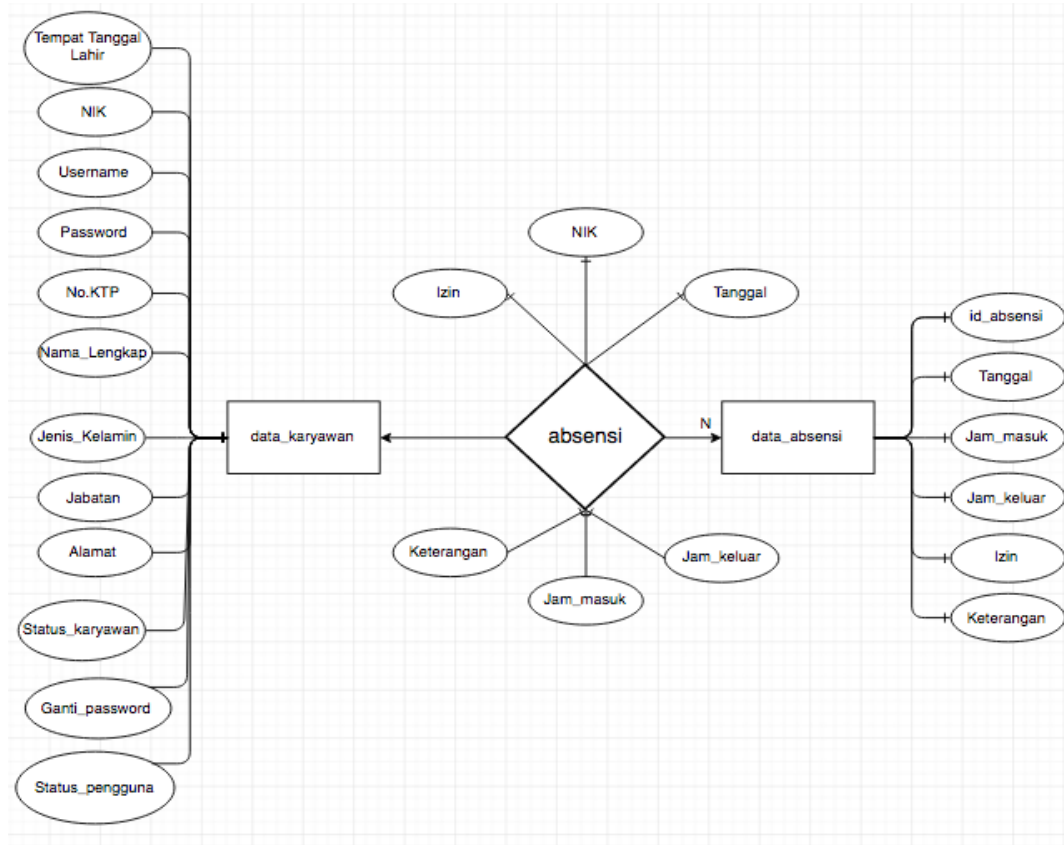 Tempat Tanggal
Lahir
NIK
Username
Password
No.KTP
Nama_Lengkap
Jenis_Kelamin
Jabatan
Alamat
Status_karyawan
Ganti_password
Status_pengguna
data_karyawan
NIK
Izin
Tanggal
absensi
Keterangan
Jam_masuk
Jam_keluar
N
data_absensi
id_absensi
Tanggal
Jam_masuk
Jam_keluar
Izin
Keterangan